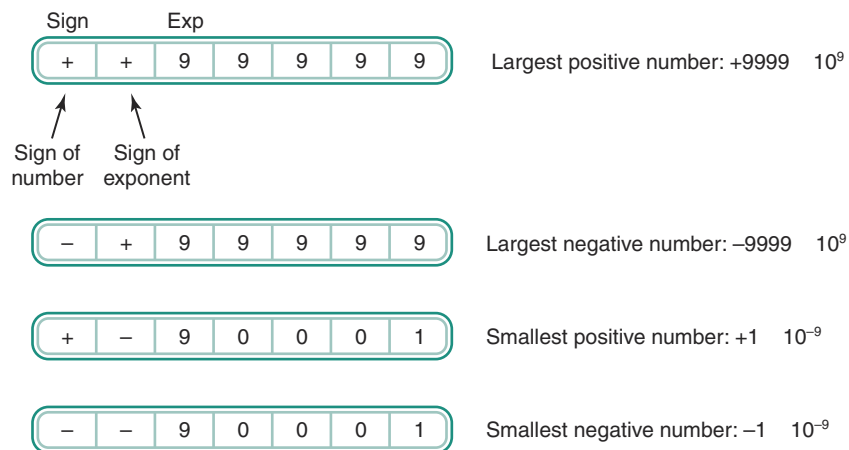 Sign Exp
+ + 9 9 9 9 9 Largest positive number: +9999 10⁹
Sign of number Sign of exponent
– + 9 9 9 9 9 Largest negative number: –9999 10⁹
+ – 9 0 0 0 1 Smallest positive number: +1 10⁻⁹
– – 9 0 0 0 1 Smallest negative number: –1 10⁻⁹